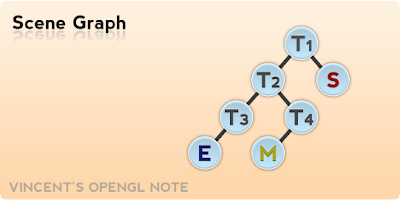 Scene Graph
T1
T2 S
T3 T4
E M
VINCENT'S OPENGL NOTE